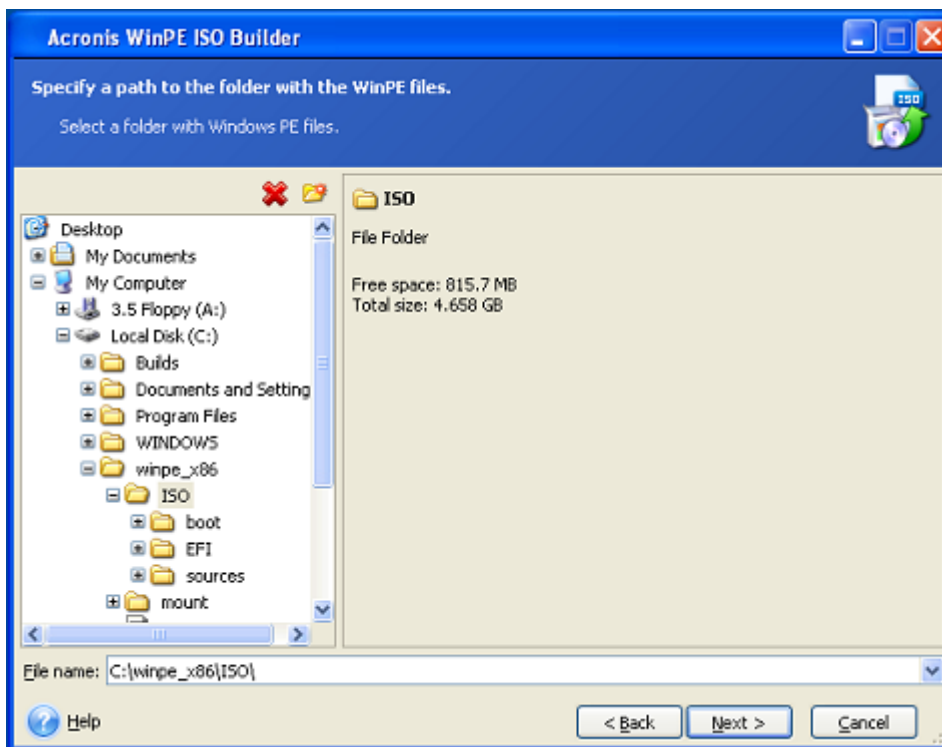 Acronis WinPE ISO Builder
Specify a path to the folder with the WinPE files.
Select a folder with Windows PE files.
ISO
Desktop
My Documents
My Computer
3.5 Floppy (A:)
Local Disk (C:)
Builds
Documents and Setting
Program Files
WINDOWS
winpe_x86
ISO
boot
EFI
sources
mount
ISO
File Folder
Free space: 815.7 MB
Total size: 4.658 GB
File name: C:\winpe_x86\ISO\
Help
< Back
Next >
Cancel